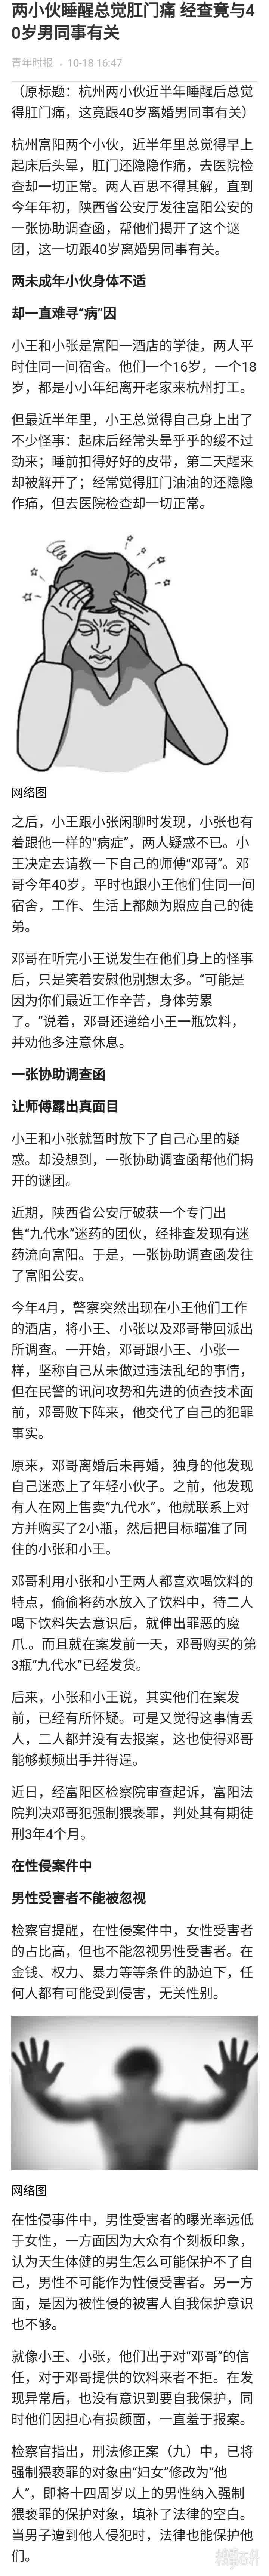 两小伙睡醒总觉肛门痛 经查竟与4
0岁男同事有关
青年时报 · 10-18 16:47
（原标题：杭州两小伙近半年睡醒后总觉
得肛门痛，这竟跟40岁离婚男同事有关）
杭州富阳两个小伙，近半年里总觉得早上
起床后头晕，肛门还隐隐作痛，去医院检
查却一切正常。两人百思不得其解，直到
今年年初，陕西省公安厅发往富阳公安的
一张协助调查函，帮他们揭开了这个谜
团，这一切跟40岁离婚男同事有关。
两未成年小伙身体不适
却一直难寻“病”因
小王和小张是富阳一酒店的学徒，两人平
时住同一间宿舍。他们一个16岁，一个18
岁，都是小小年纪离开老家来杭州打工。
但最近半年里，小王总觉得自己身上出了
不少怪事：起床后经常头晕乎乎的缓不过
劲来；睡前扣得好好的皮带，第二天醒来
却被解开了；经常觉得肛门油油的还隐隐
作痛，但去医院检查却一切正常。
网络图
之后，小王跟小张闲聊时发现，小张也有
着跟他一样的“病症”，两人疑惑不已。小
王决定去请教一下自己的师傅“邓哥”。邓
哥今年40岁，平时也跟小王他们住同一间
宿舍，工作、生活上都颇为照应自己的徒
弟。
邓哥在听完小王说发生在他们身上的怪事
后，只是笑着安慰他别想太多。“可能是
因为你们最近工作辛苦，身体劳累
了。”说着，邓哥还递给小王一瓶饮料，
并劝他多注意休息。
一张协助调查函
让师傅露出真面目
小王和小张就暂时放下了自己心里的疑
惑。却没想到，一张协助调查函帮他们揭
开的谜团。
近期，陕西省公安厅破获一个专门出
售“九代水”迷药的团伙，经排查发现有迷
药流向富阳。于是，一张协助调查函发往
了富阳公安。
今年4月，警察突然出现在小王他们工作
的酒店，将小王、小张以及邓哥带回派出
所调查。一开始，邓哥跟小王、小张一
样，坚称自己从未做过违法乱纪的事情，
但在民警的讯问攻势和先进的侦查技术面
前，邓哥败下阵来，他交代了自己的犯罪
事实。
原来，邓哥离婚后未再婚，独身的他发现
自己迷恋上了年轻小伙子。之前，他发现
有人在网上售卖“九代水”，他就联系上对
方并购买了2小瓶，然后把目标瞄准了同
住的小张和小王。
邓哥利用小张和小王两人都喜欢喝饮料的
特点，偷偷将药水放入了饮料中，待二人
喝下饮料失去意识后，就伸出罪恶的魔
爪.。而且就在案发前一天，邓哥购买的第
3瓶“九代水”已经发货。
后来，小张和小王说，其实他们在案发
前，已经有所怀疑。可是又觉得这事情丢
人，二人都并没有去报案，这也使得邓哥
能够频频出手并得逞。
近日，经富阳区检察院审查起诉，富阳法
院判决邓哥犯强制猥亵罪，判处其有期徒
刑3年4个月。
在性侵案件中
男性受害者不能被忽视
检察官提醒，在性侵案件中，女性受害者
的占比高，但也不能忽视男性受害者。在
金钱、权力、暴力等等条件的胁迫下，任
何人都有可能受到侵害，无关性别。
网络图
在性侵事件中，男性受害者的曝光率远低
于女性，一方面因为大众有个刻板印象，
认为天生体健的男生怎么可能保护不了自
己，男性不可能作为性侵受害者。另一方
面，是因为被性侵的被害人自我保护意识
也不够。
就像小王、小张，他们出于对“邓哥”的信
任，对于邓哥提供的饮料来者不拒。在发
现异常后，也没有意识到要自我保护，同
时他们因担心有损颜面，一直羞于报案。
检察官指出，刑法修正案（九）中，已将
强制猥亵罪的对象由“妇女”修改为“他
人”，即将十四周岁以上的男性纳入强制
猥亵罪的保护对象，填补了法律的空白。
当男子遭到他人侵犯时，法律也能保护他
们。